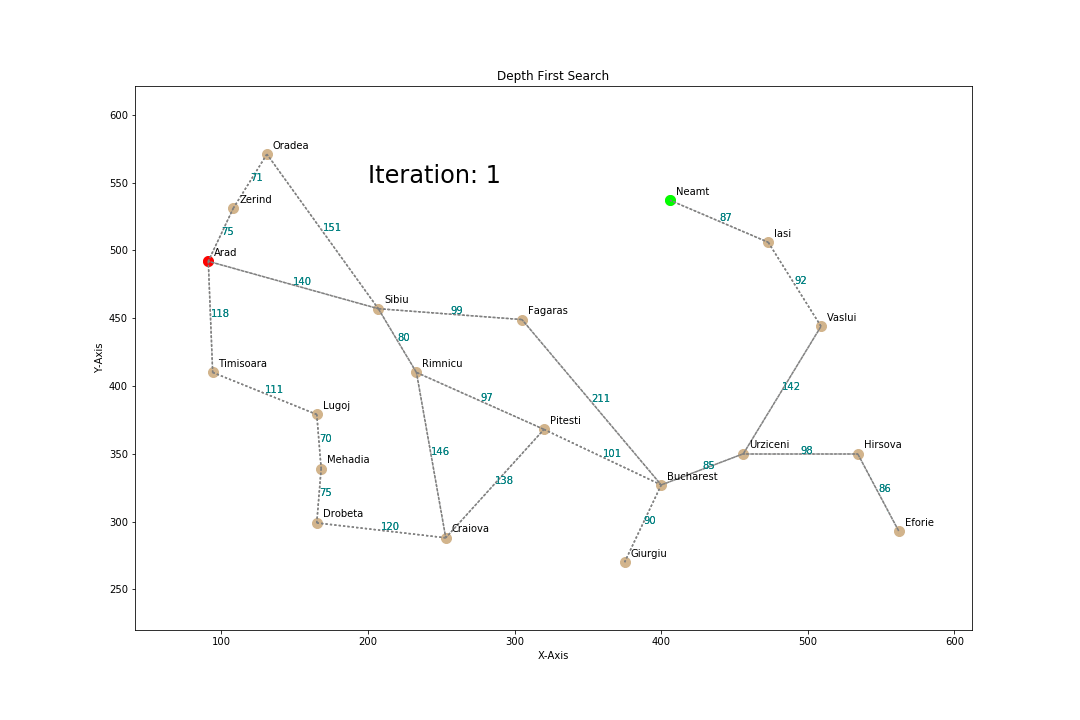 Depth First Search
600
Oradea
Iteration: 1
71
550
Neamt
Zerind
151
87
75
Iasi
500
Arad
140
92
Sibiu
118
99
Fagaras
Vaslui
450
80
Timisoara
Rimnicu
111
97
211
142
400
Lugoj
Pitesti
70
146
101
Urziceni
98
Hirsova
350
Mehadia
85
Bucharest
75
138
86
Drobeta
120
Craiova
90
Eforie
300
Giurgiu
250
Y-Axis
100
200
300
400
500
600
X-Axis